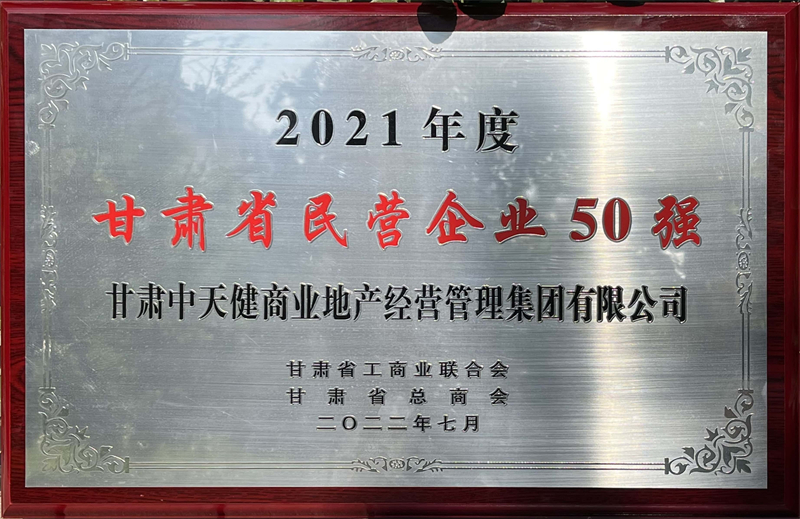 2021年度
甘肃省民营企业50强
甘肃中天健商业地产经营管理集团有限公司
甘肃省工商业联合会
甘肃省总商会
二〇二二年七月